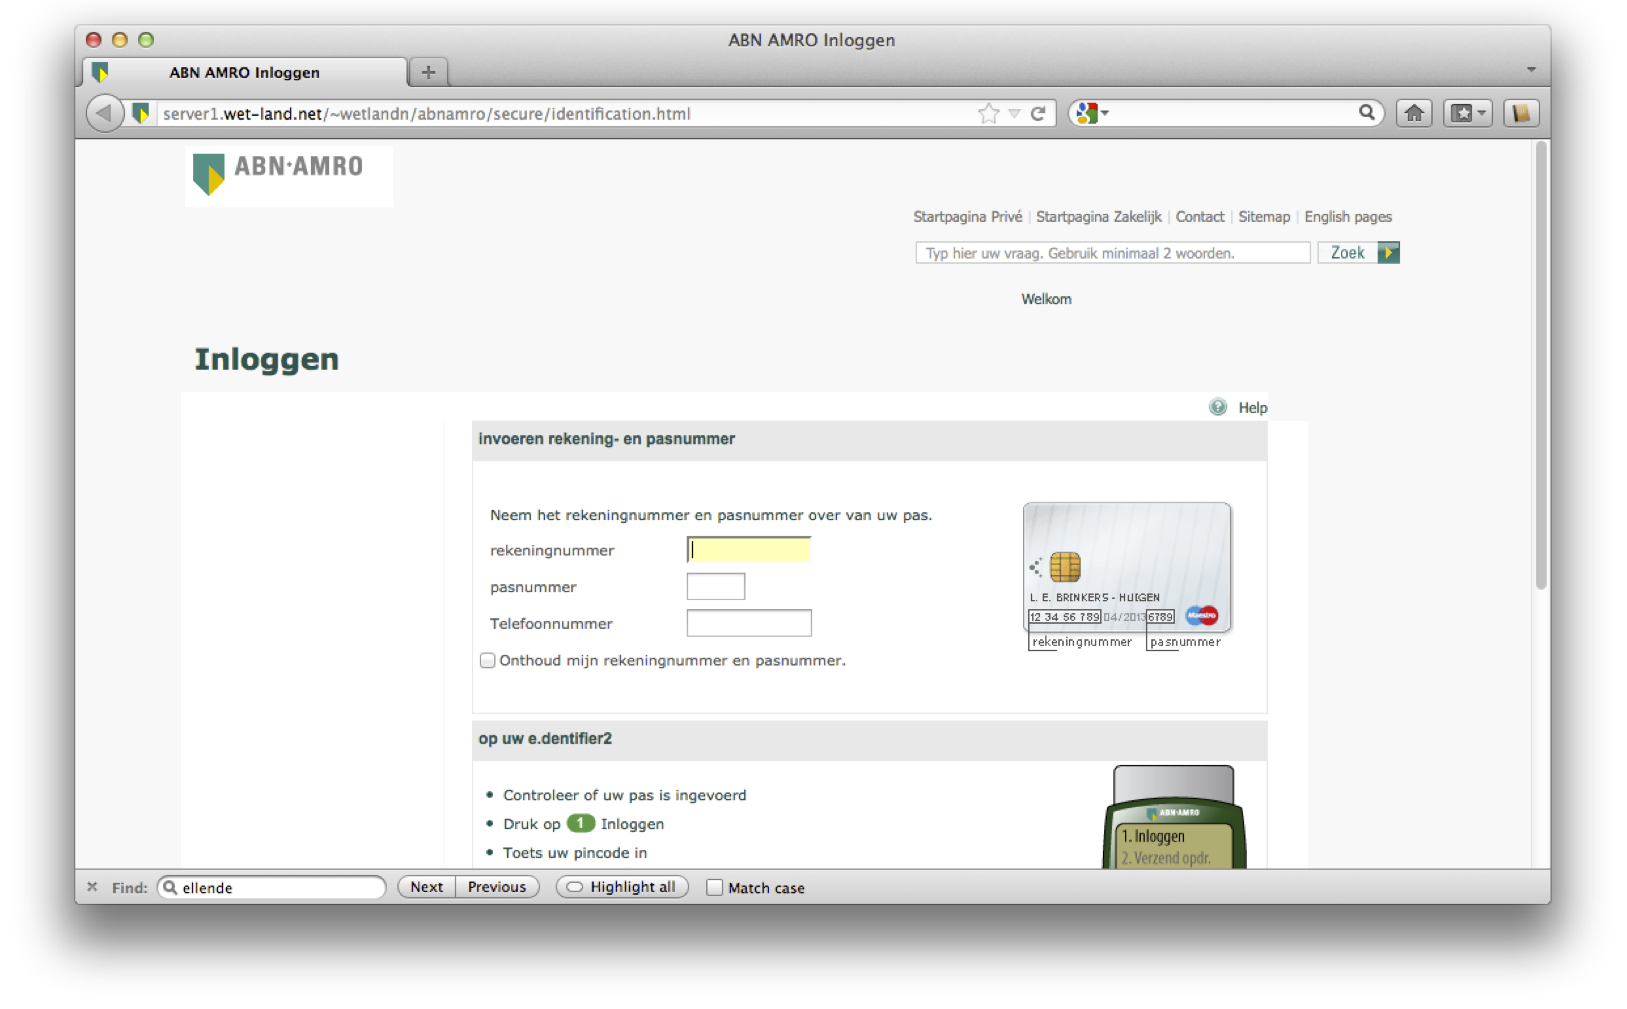 ABN AMRO Inloggen
ABN AMRO Inloggen
server1.wet-land.net/~wetlandn/abnamro/secure/identification.html
ABN·AMRO
Startpagina Privé | Startpagina Zakelijk | Contact | Sitemap | English pages
Typ hier uw vraag. Gebruik minimaal 2 woorden. Zoek
Welkom
Inloggen
Help
invoeren rekening- en pasnummer
Neem het rekeningnummer en pasnummer over van uw pas.
rekeningnummer
pasnummer
Telefoonnummer
Onthoud mijn rekeningnummer en pasnummer.
L. E. BRINKERS - HUIGEN
12 34 56 789 04/2013 6789 Maestro
rekeningnummer pasnummer
op uw e.dentifier2
Controleer of uw pas is ingevoerd
Druk op 1 Inloggen
Toets uw pincode in
ABN·AMRO
1. Inloggen
2. Verzend opdr.
Find: ellende Next Previous Highlight all Match case